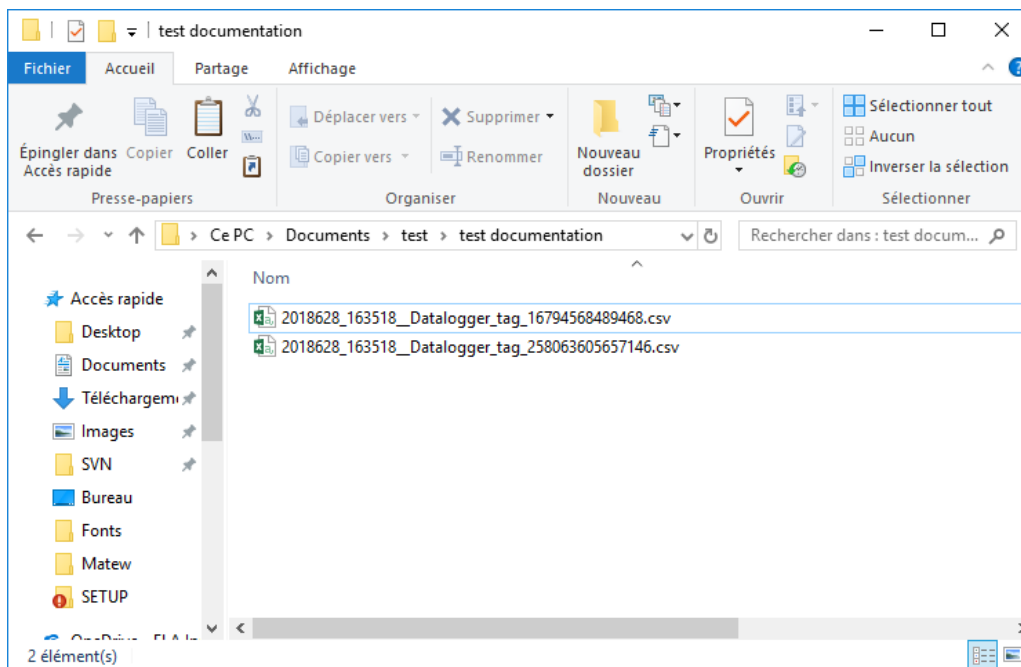 test documentation
Fichier Accueil Partage Affichage
Épingler dans Accès rapide
Copier
Coller
Déplacer vers
Copier vers
Supprimer
Renommer
Nouveau dossier
Propriétés
Sélectionner tout
Aucun
Inverser la sélection
Presse-papiers Organiser Nouveau Ouvrir Sélectionner
Ce PC > Documents > test > test documentation
Rechercher dans : test docum...
Nom
Accès rapide
Desktop
Documents
Téléchargem
Images
SVN
Bureau
Fonts
Matew
SETUP
2018628_163518__Datalogger_tag_16794568489468.csv
2018628_163518__Datalogger_tag_258063605657146.csv
2 élément(s)